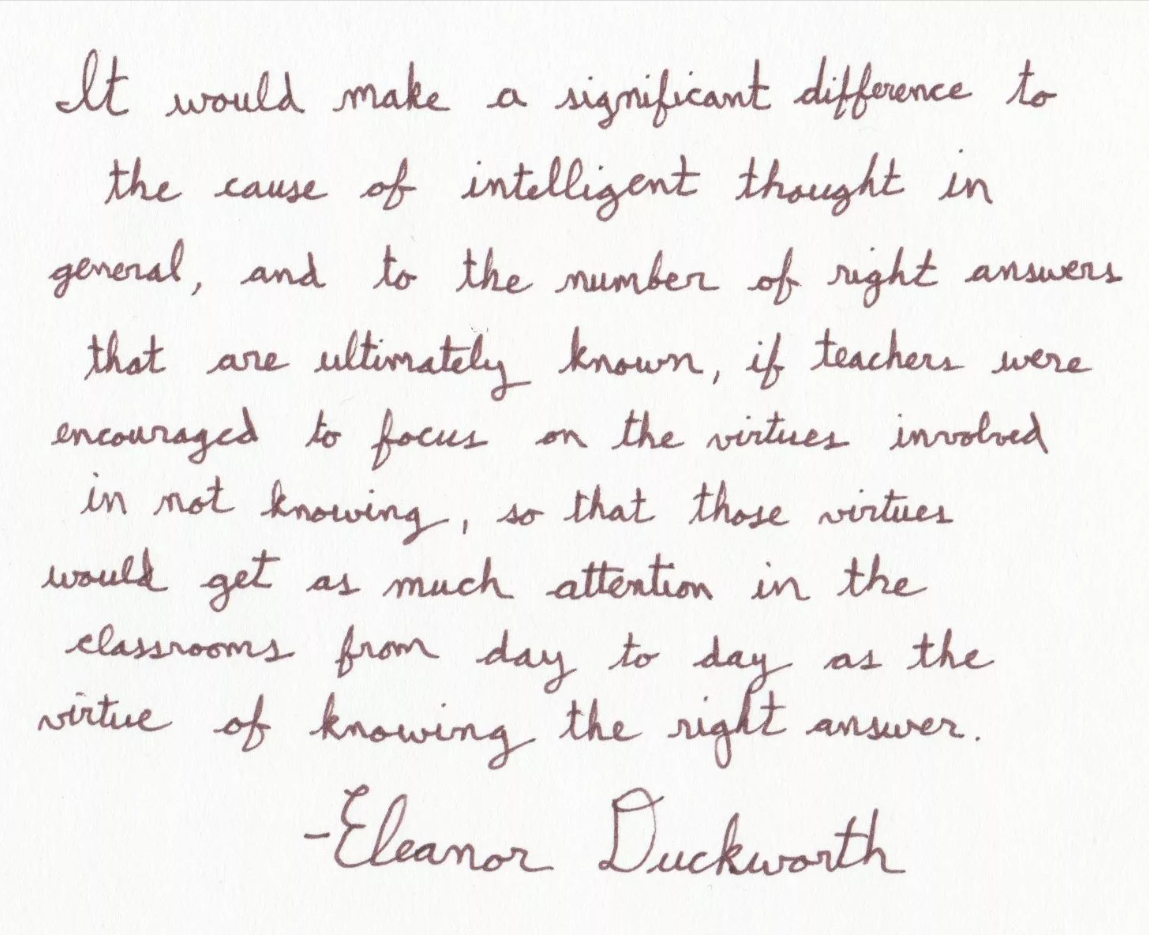 It would make a significant difference to
the cause of intelligent thought in
general, and to the number of right answers
that are ultimately known, if teachers were
encouraged to focus on the virtues involved
in not knowing, so that those virtues
would get as much attention in the
classrooms from day to day as the
virtue of knowing the right answer.
-Eleanor Duckworth